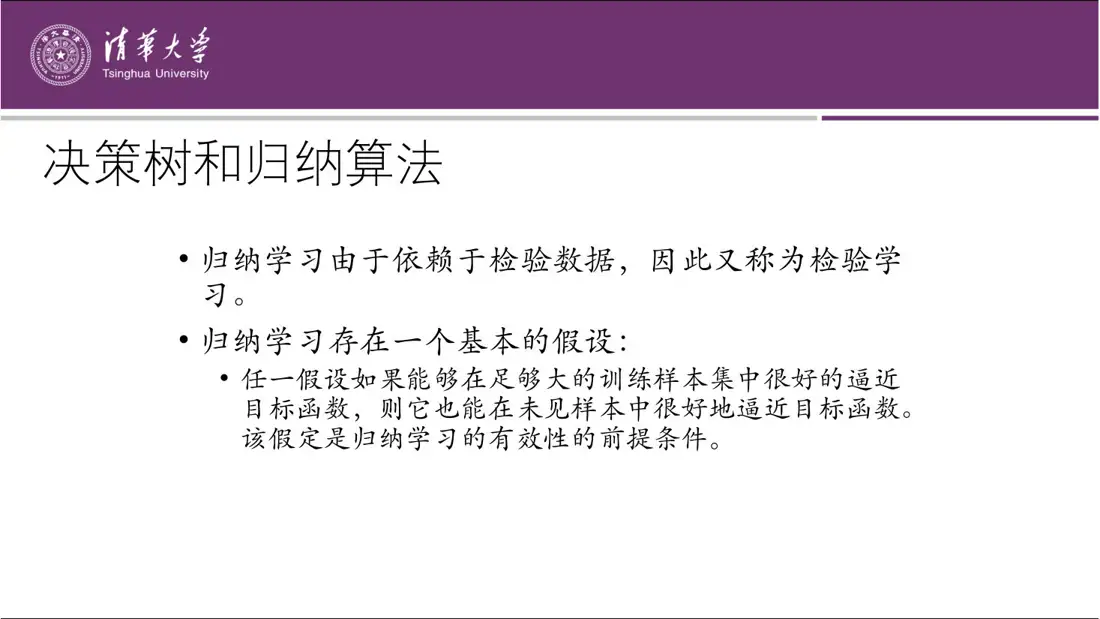 清华大学
Tsinghua University
决策树和归纳算法
• 归纳学习由于依赖于检验数据，因此又称为检验学
习。
• 归纳学习存在一个基本的假设：
• 任一假设如果能够在足够大的训练样本集中很好的逼近
目标函数，则它也能在未见样本中很好地逼近目标函数。
该假定是归纳学习的有效性的前提条件。